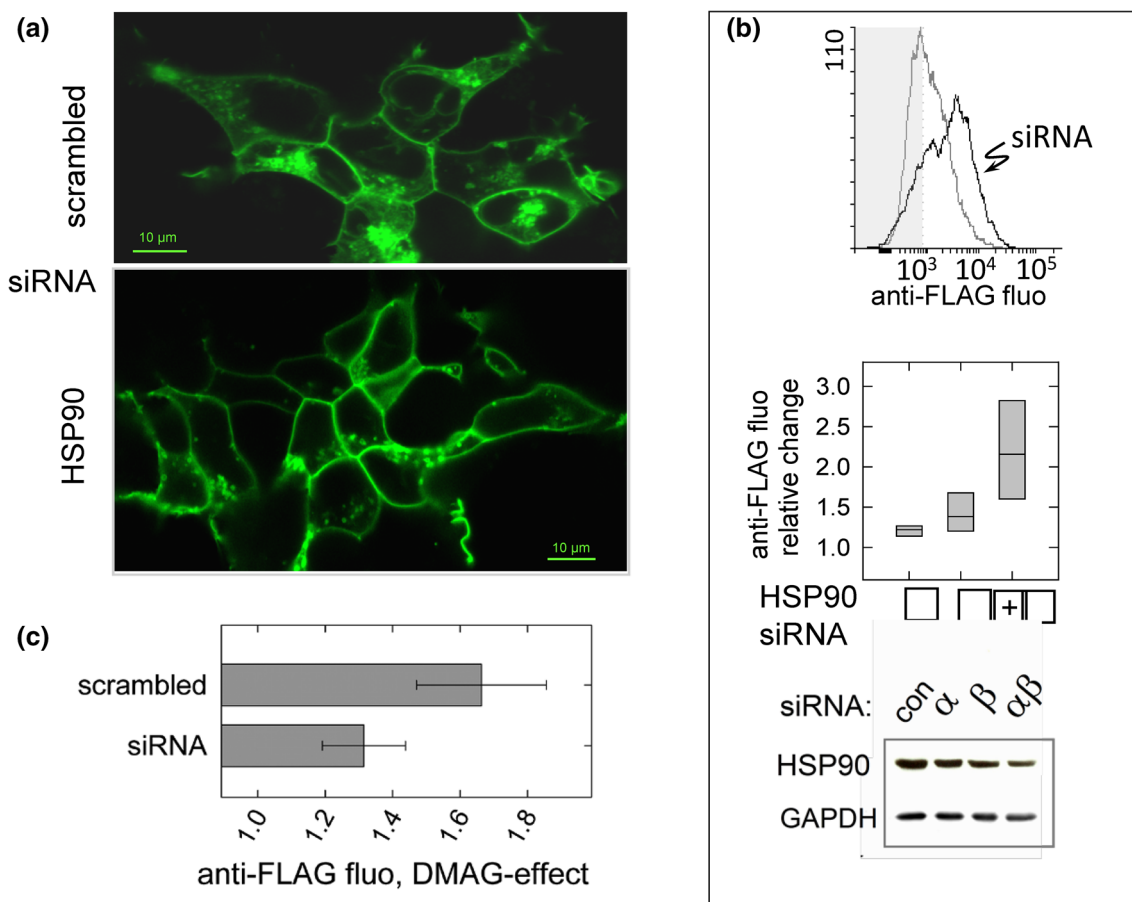 (a)
scrambled
10 µm
siRNA
HSP90
10 µm
(b)
110
siRNA
10³ 10⁴ 10⁵
anti-FLAG fluo
anti-FLAG fluo
relative change
3.0
2.5
2.0
1.5
1.0
HSP90
+
siRNA
siRNA: con α β αβ
HSP90
GAPDH
(c)
scrambled
siRNA
1.0 1.2 1.4 1.6 1.8
anti-FLAG fluo, DMAG-effect